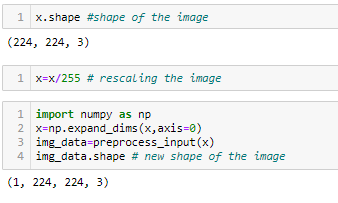 1 x.shape #shape of the image
(224, 224, 3)
1 x=x/255 # rescaling the image
1 import numpy as np
2 x=np.expand_dims(x,axis=0)
3 img_data=preprocess_input(x)
4 img_data.shape # new shape of the image
(1, 224, 224, 3)